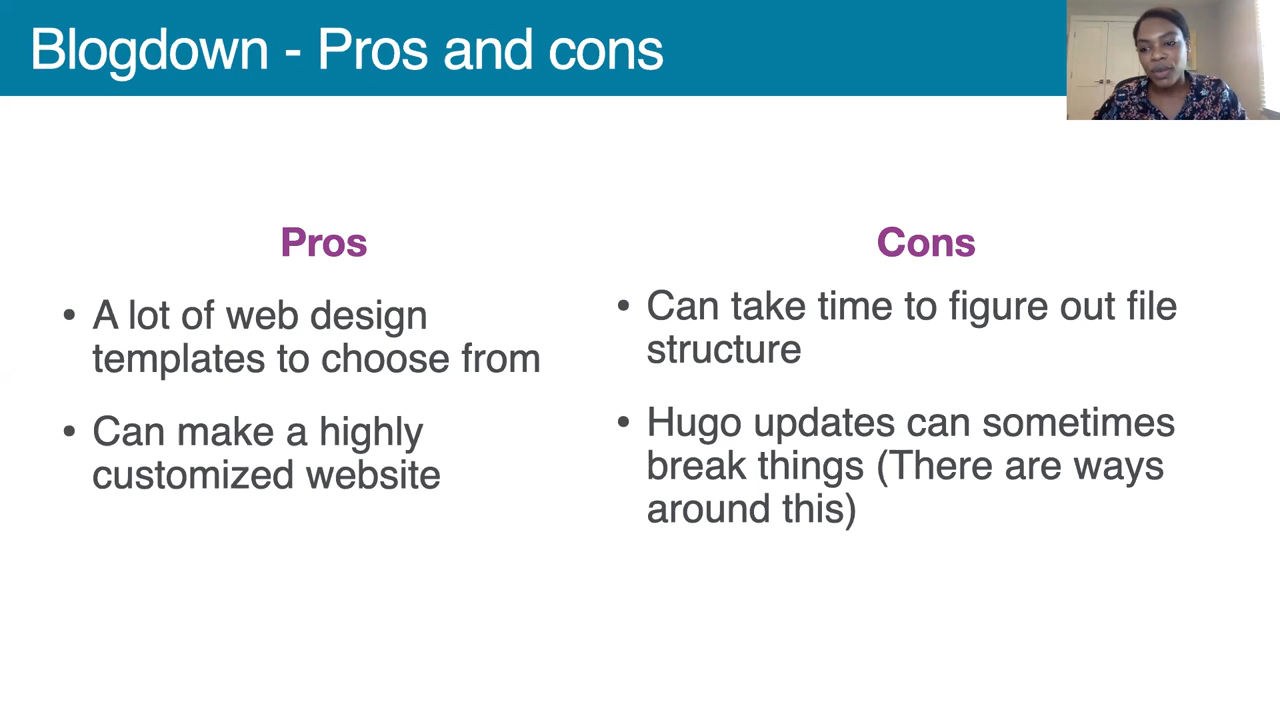 Blogdown - Pros and cons
Pros
• A lot of web design
templates to choose from
• Can make a highly
customized website
Cons
• Can take time to figure out file
structure
• Hugo updates can sometimes
break things (There are ways
around this)